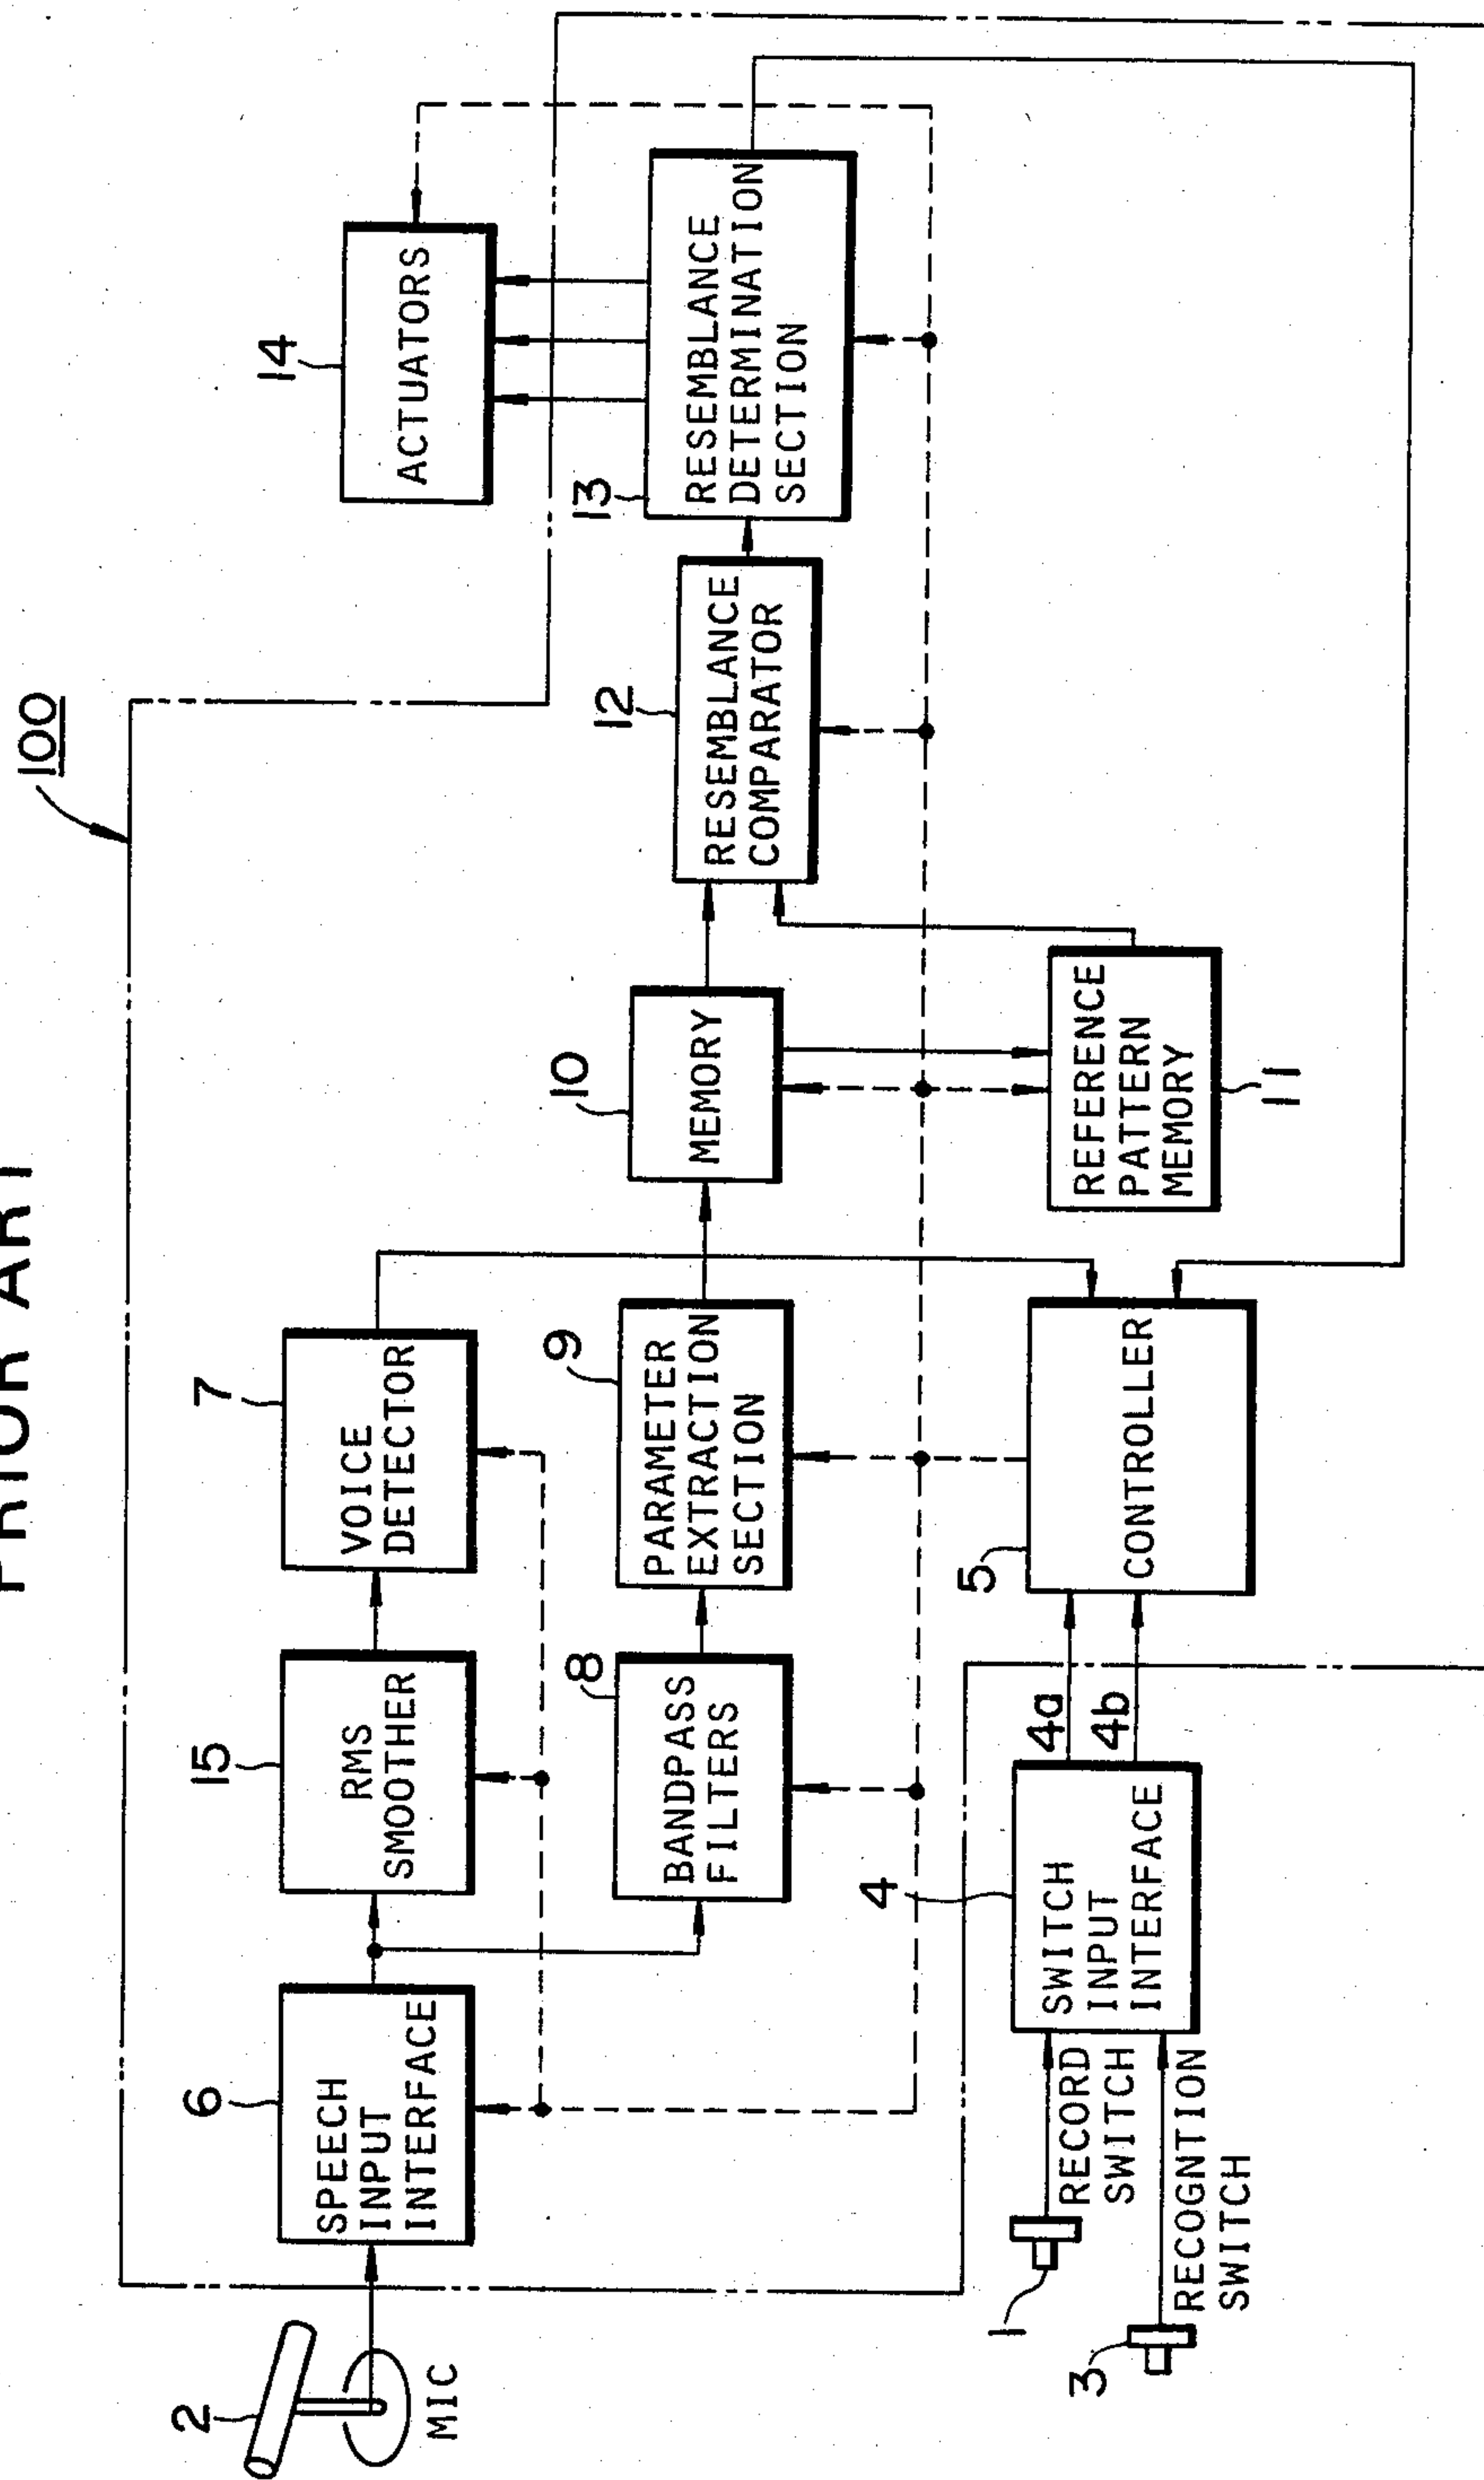 PRIOR ART
100
2
MIC
6
SPEECH
INPUT
INTERFACE
15
RMS
SMOOTHER
7
VOICE
DETECTOR
8
BANDPASS
FILTERS
9
PARAMETER
EXTRACTION
SECTION
10
MEMORY
12
RESEMBLANCE
COMPARATOR
13
RESEMBLANCE
DETERMINATION
SECTION
14
ACTUATORS
1
RECORD
SWITCH
3
RECOGNTION
SWITCH
4
SWITCH
INPUT
INTERFACE
4a
4b
5
CONTROLLER
REFERENCE
PATTERN
MEMORY
11